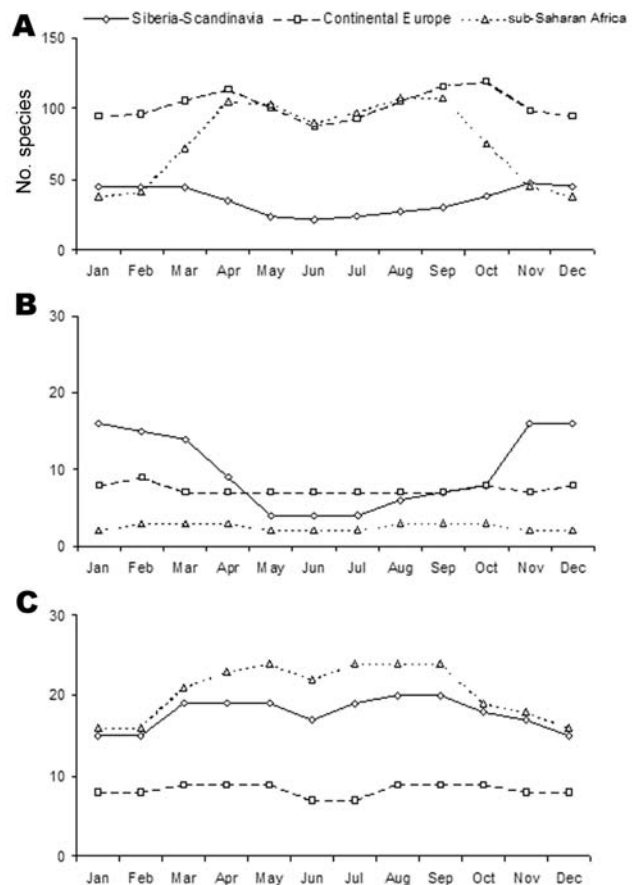 A
Siberia-Scandinavia Continental Europe sub-Saharan Africa
150
100
50
0
No. species
Jan Feb Mar Apr May Jun Jul Aug Sep Oct Nov Dec
B
30
20
10
0
Jan Feb Mar Apr May Jun Jul Aug Sep Oct Nov Dec
C
30
20
10
0
Jan Feb Mar Apr May Jun Jul Aug Sep Oct Nov Dec